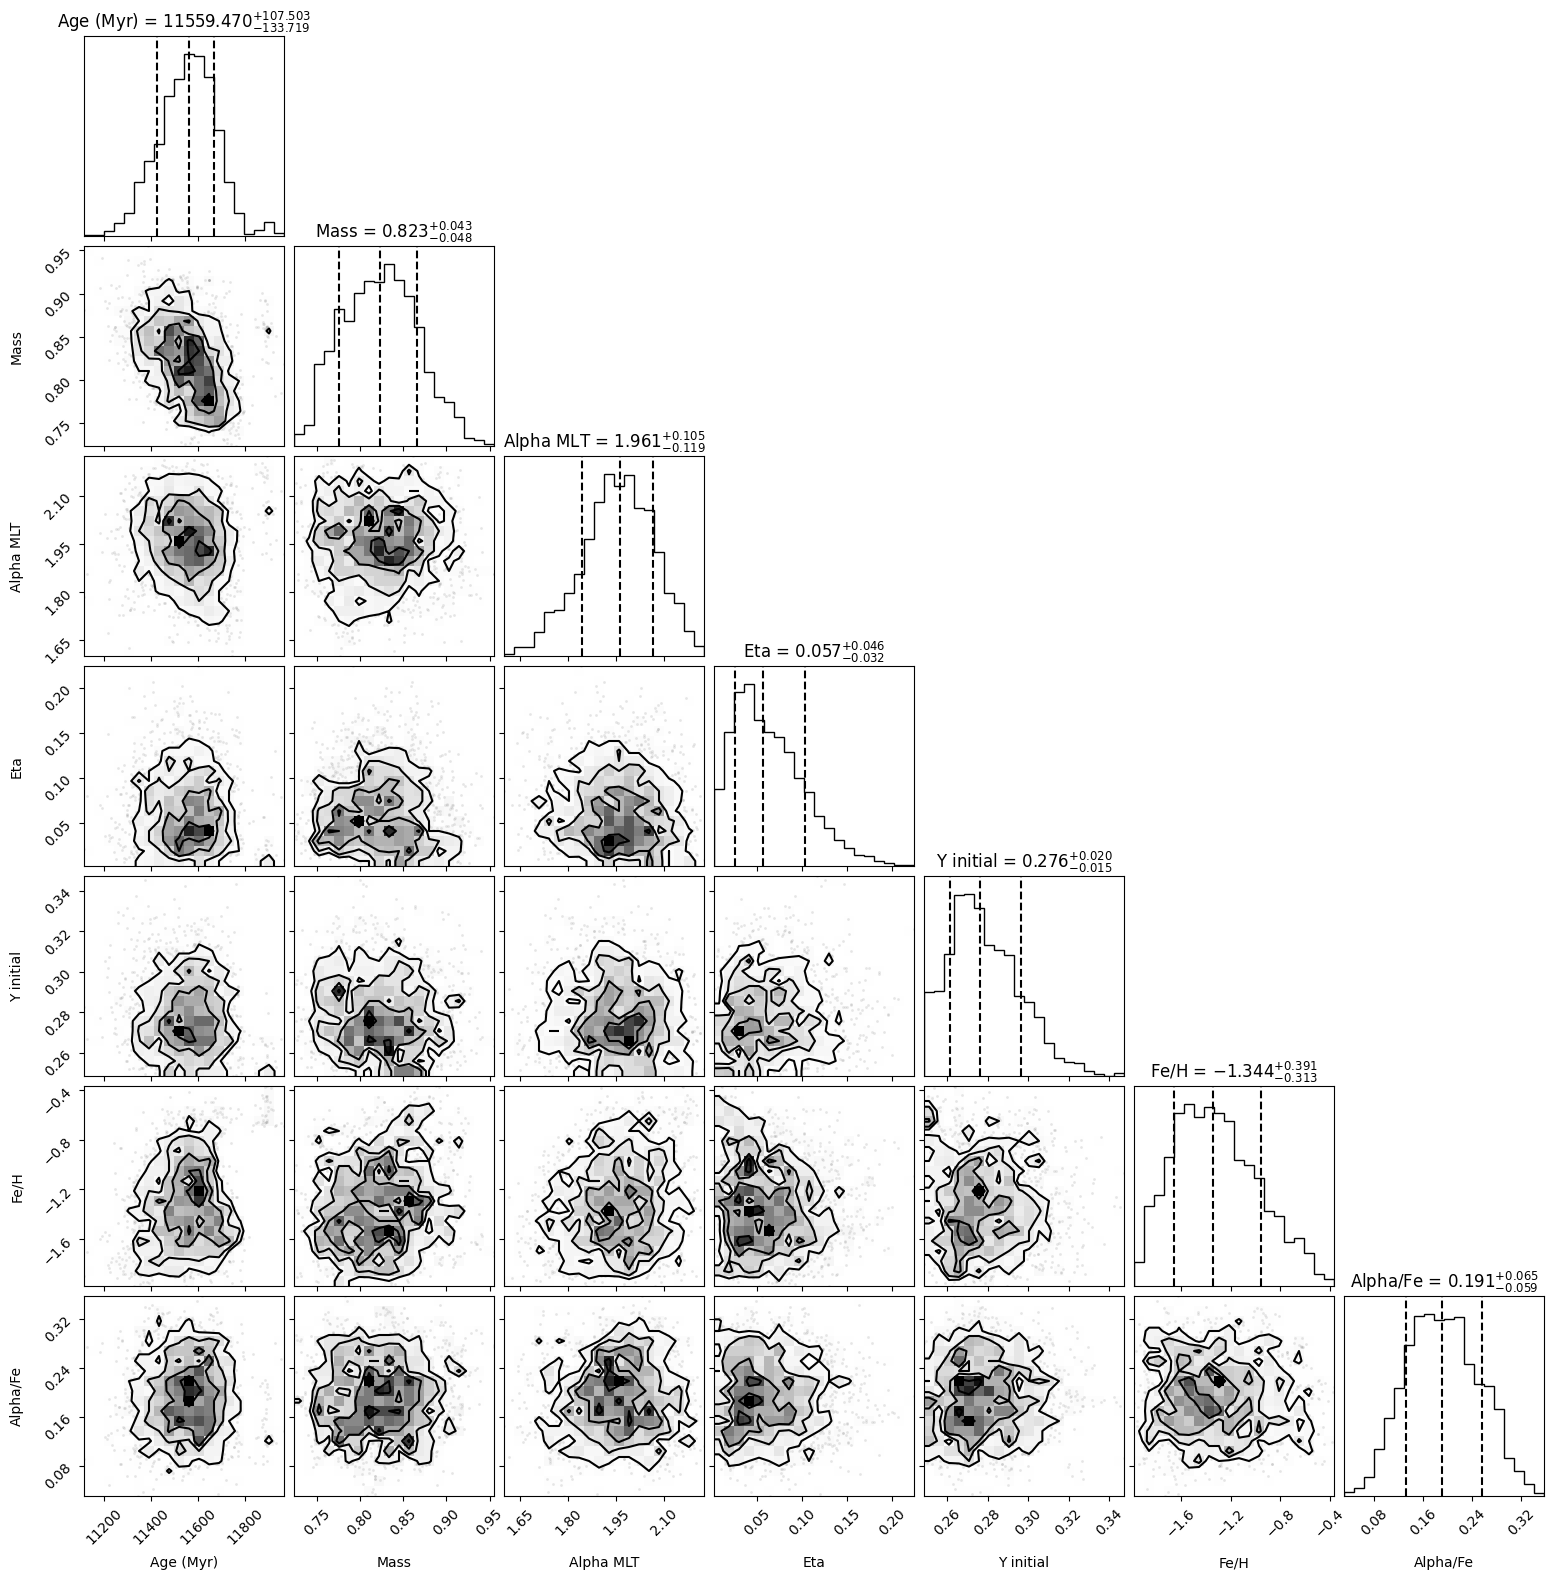 Age (Myr) = 11559.470+107.503−133.719
Mass = 0.823+0.043−0.048
0.95
0.90
0.85
0.80
0.75
Mass
Alpha MLT = 1.961+0.105−0.119
2.10
1.95
1.80
1.65
Alpha MLT
Eta = 0.057+0.046−0.032
0.20
0.15
0.10
0.05
Eta
Y initial = 0.276+0.020−0.015
0.34
0.32
0.30
0.28
0.26
Y initial
Fe/H = −1.344+0.391−0.313
−0.4
−0.8
−1.2
−1.6
Fe/H
Alpha/Fe = 0.191+0.065−0.059
0.32
0.24
0.16
0.08
Alpha/Fe
11200 11400 11600 11800 0.75 0.80 0.85 0.90 0.95 1.65 1.80 1.95 2.10 0.05 0.10 0.15 0.20 0.26 0.28 0.30 0.32 0.34 −1.6 −1.2 −0.8 −0.4 0.08 0.16 0.24 0.32
Age (Myr) Mass Alpha MLT Eta Y initial Fe/H Alpha/Fe